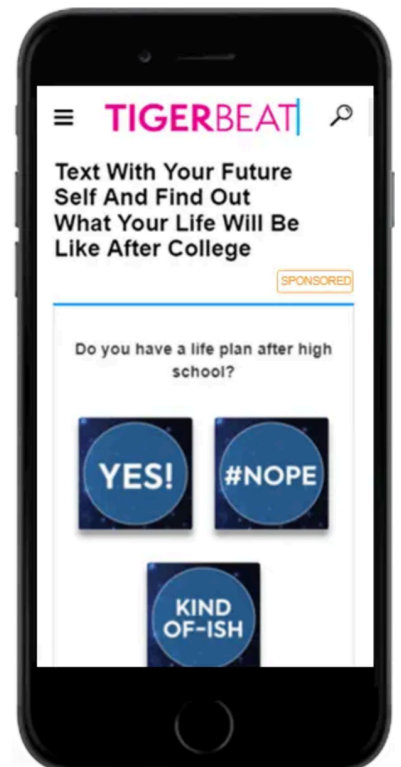 TIGERBEAT
Text With Your Future
Self And Find Out
What Your Life Will Be
Like After College
SPONSORED
Do you have a life plan after high
school?
YES!
#NOPE
KIND
OF-ISH